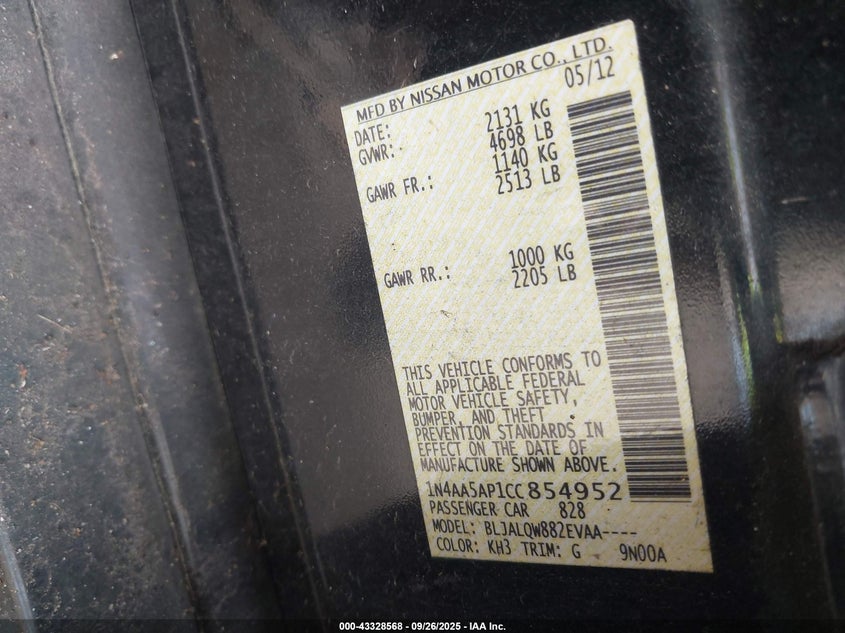 MFD BY NISSAN MOTOR CO., LTD.
DATE: 05/12
GVWR: 2131 KG
4698 LB
GAWR FR.: 1140 KG
2513 LB
GAWR RR.: 1000 KG
2205 LB
THIS VEHICLE CONFORMS TO
ALL APPLICABLE FEDERAL
MOTOR VEHICLE SAFETY,
BUMPER, AND THEFT
PREVENTION STANDARDS IN
EFFECT ON THE DATE OF
MANUFACTURE SHOWN ABOVE.
1N4AA5AP1CC854952
PASSENGER CAR 828
MODEL: BLJALQW882EVAA----
COLOR: KH3 TRIM: G 9N00A
000-43328568 - 09/26/2025 - IAA Inc.